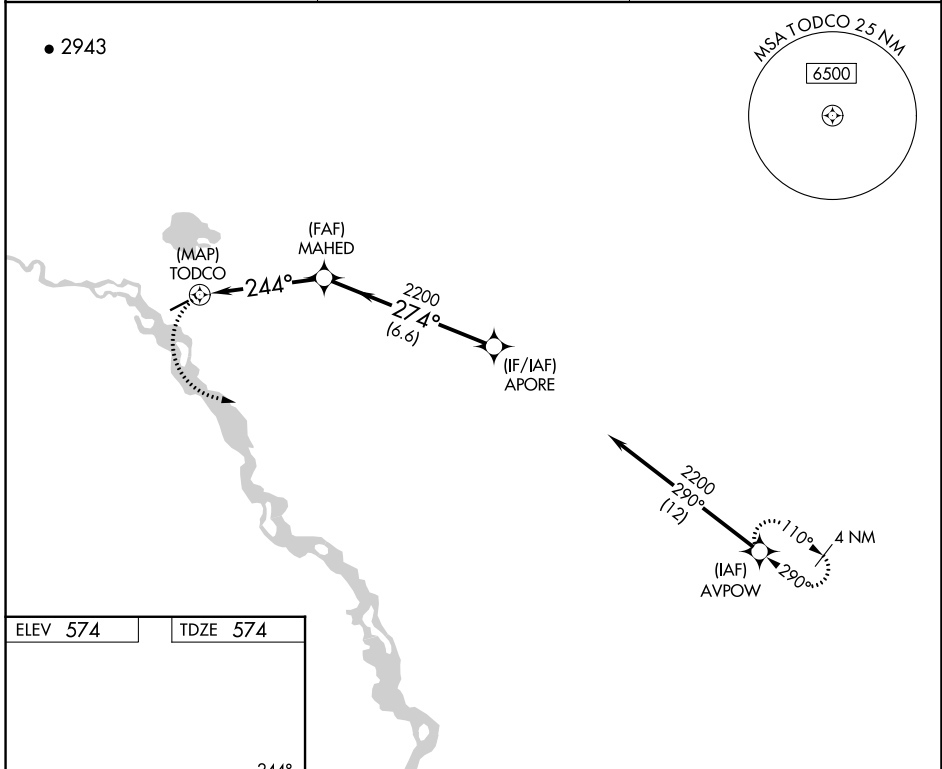 2943
MSA TODCO 25 NM
6500
(FAF)
MAHED
(MAP)
TODCO
244°
2200
274°
(6.6)
(IF/IAF)
APORE
2200
290°
(12)
110°
4 NM
290°
(IAF)
AVPOW
ELEV 574
TDZE 574
244°